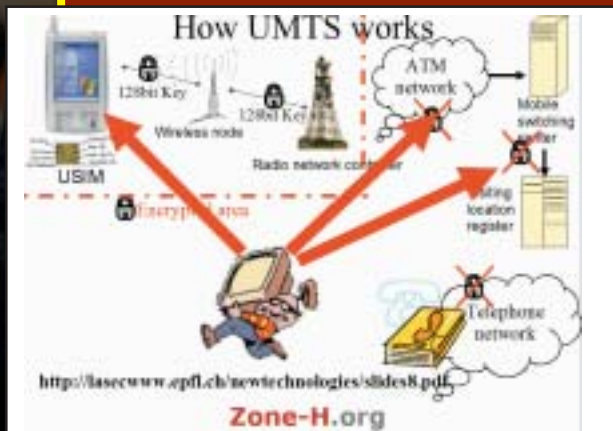 How UMTS works
128bit Key
Wireless node
128bit Key
Radio network controller
ATM
network
Mobile
switching
center
USIM
Encrypted area
Visiting
location
register
Telephone
network
http://lasecwww.epfl.ch/newtechnologies/slides8.pdf
Zone-H.org